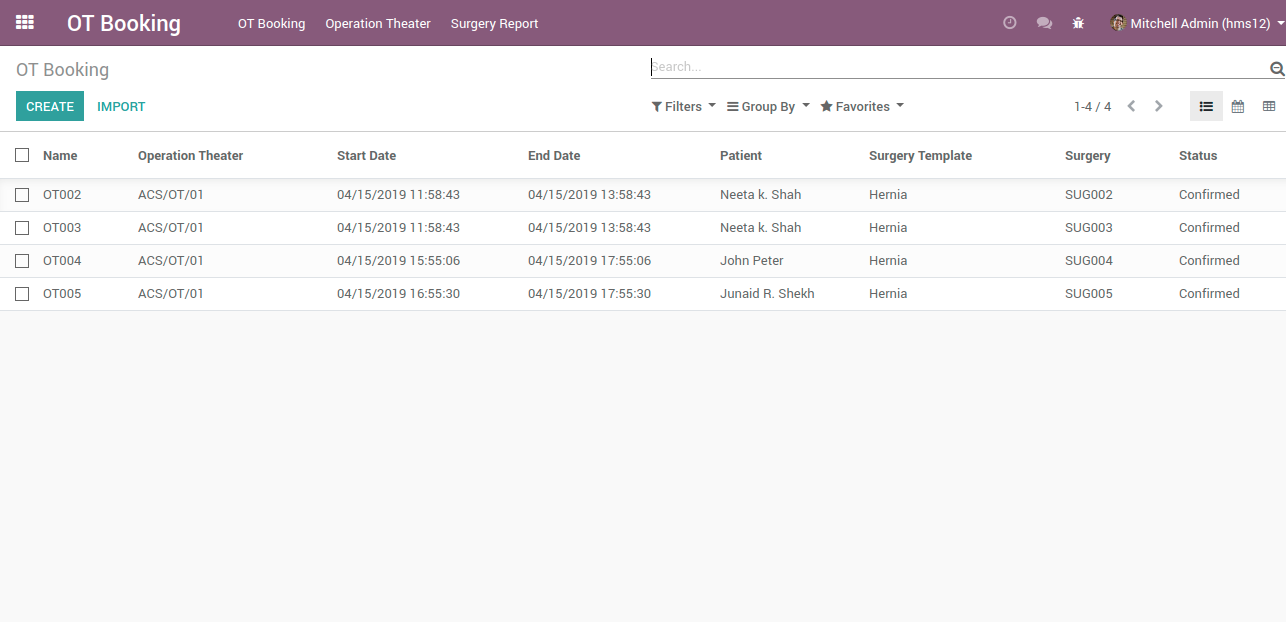 OT Booking OT Booking Operation Theater Surgery Report Mitchell Admin (hms12)
OT Booking Search...
CREATE IMPORT Filters Group By Favorites 1-4 / 4
Name Operation Theater Start Date End Date Patient Surgery Template Surgery Status
OT002 ACS/OT/01 04/15/2019 11:58:43 04/15/2019 13:58:43 Neeta k. Shah Hernia SUG002 Confirmed
OT003 ACS/OT/01 04/15/2019 11:58:43 04/15/2019 13:58:43 Neeta k. Shah Hernia SUG003 Confirmed
OT004 ACS/OT/01 04/15/2019 15:55:06 04/15/2019 17:55:06 John Peter Hernia SUG004 Confirmed
OT005 ACS/OT/01 04/15/2019 16:55:30 04/15/2019 17:55:30 Junaid R. Shekh Hernia SUG005 Confirmed